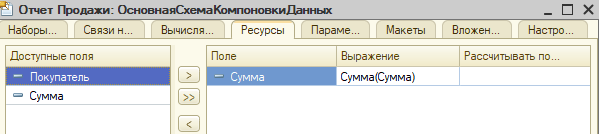 Отчет Продажи: ОсновнаяСхемаКомпоновкиДанных
Наборы... Связи н... Вычисля... Ресурсы Параме... Макеты Вложен... Настро...
Доступные поля Поле Выражение Рассчитывать по...
Покупатель > Сумма Сумма(Сумма)
Сумма >>
<